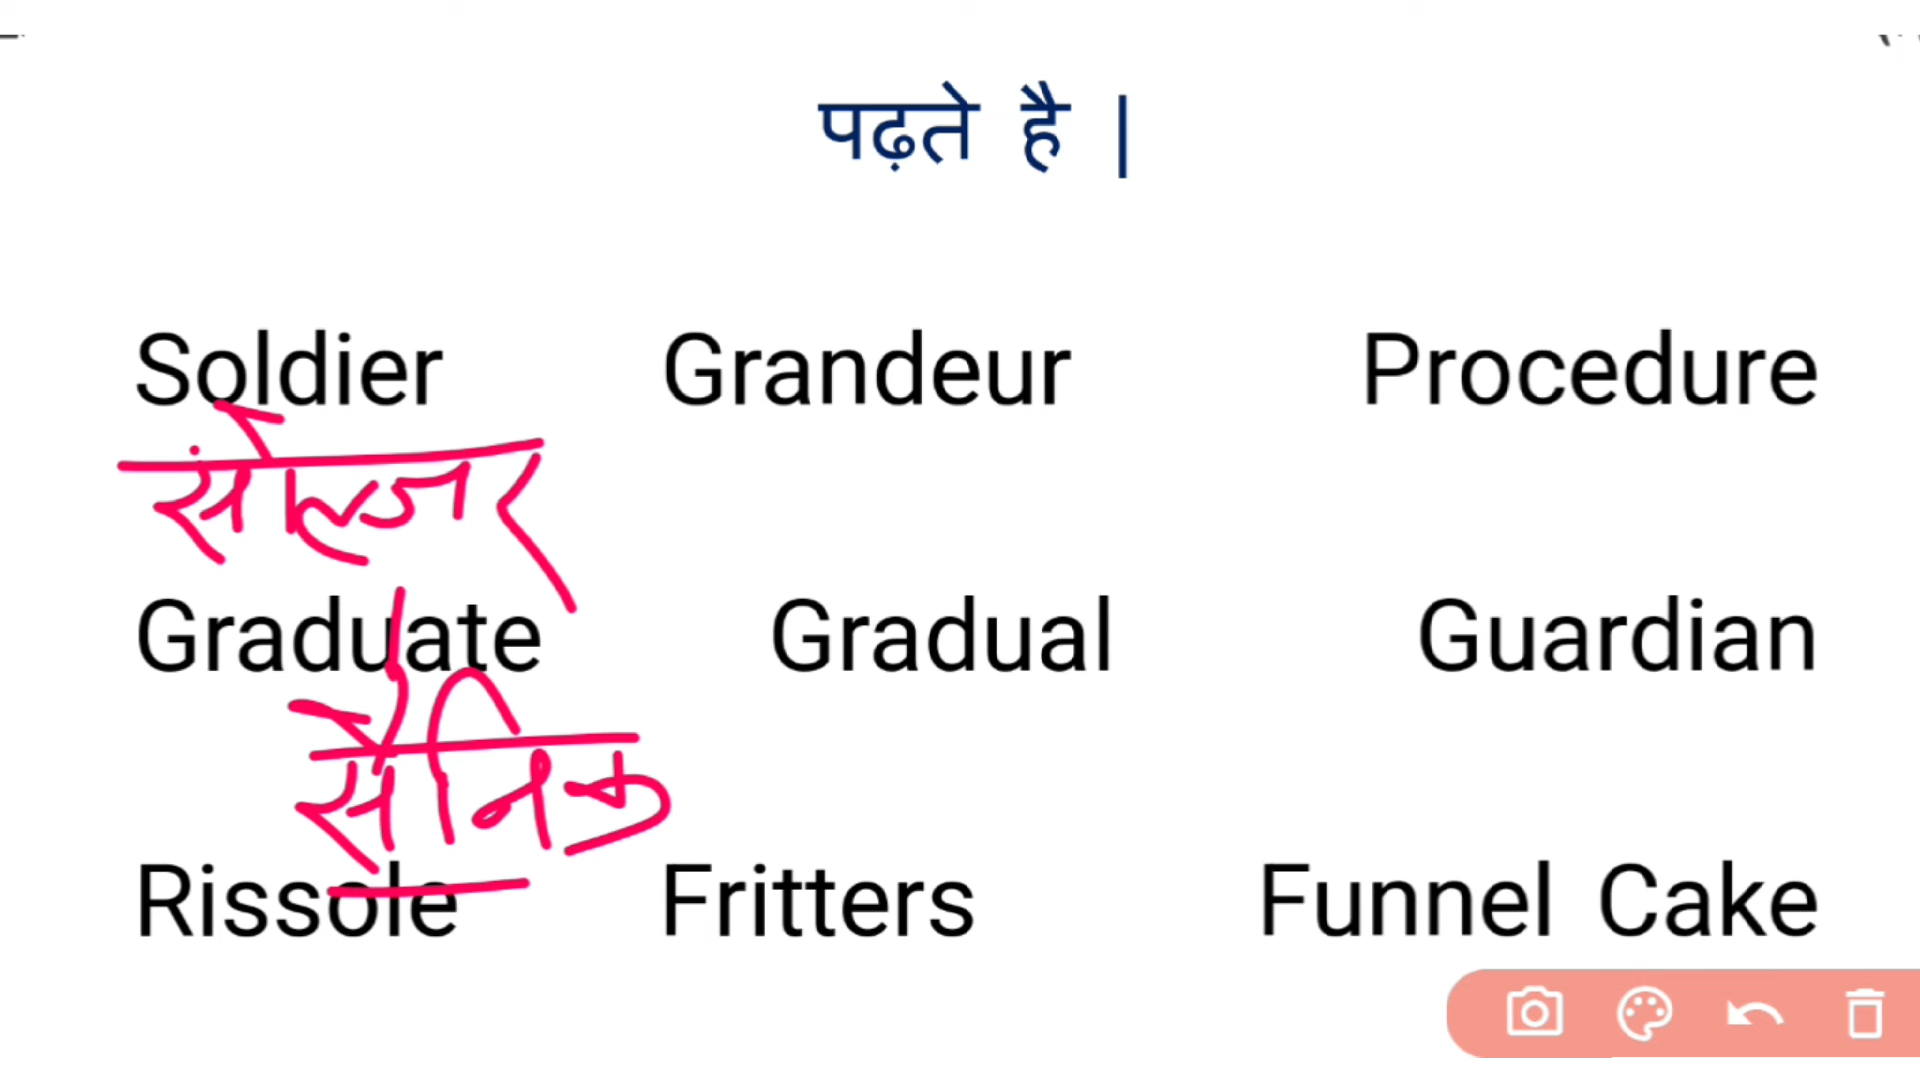 पढ़ते है |
Soldier Grandeur Procedure
सोल्जर
Graduate Gradual Guardian
सैनिक
Rissole Fritters Funnel Cake